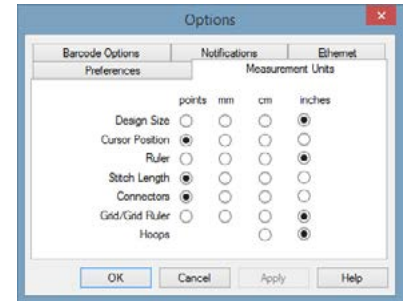 Options
Barcode Options Notifications Ethernet
Preferences Measurement Units
points mm cm inches
Design Size
Cursor Position
Ruler
Stitch Length
Connectors
Grid/Grid Ruler
Hoops
OK Cancel Apply Help